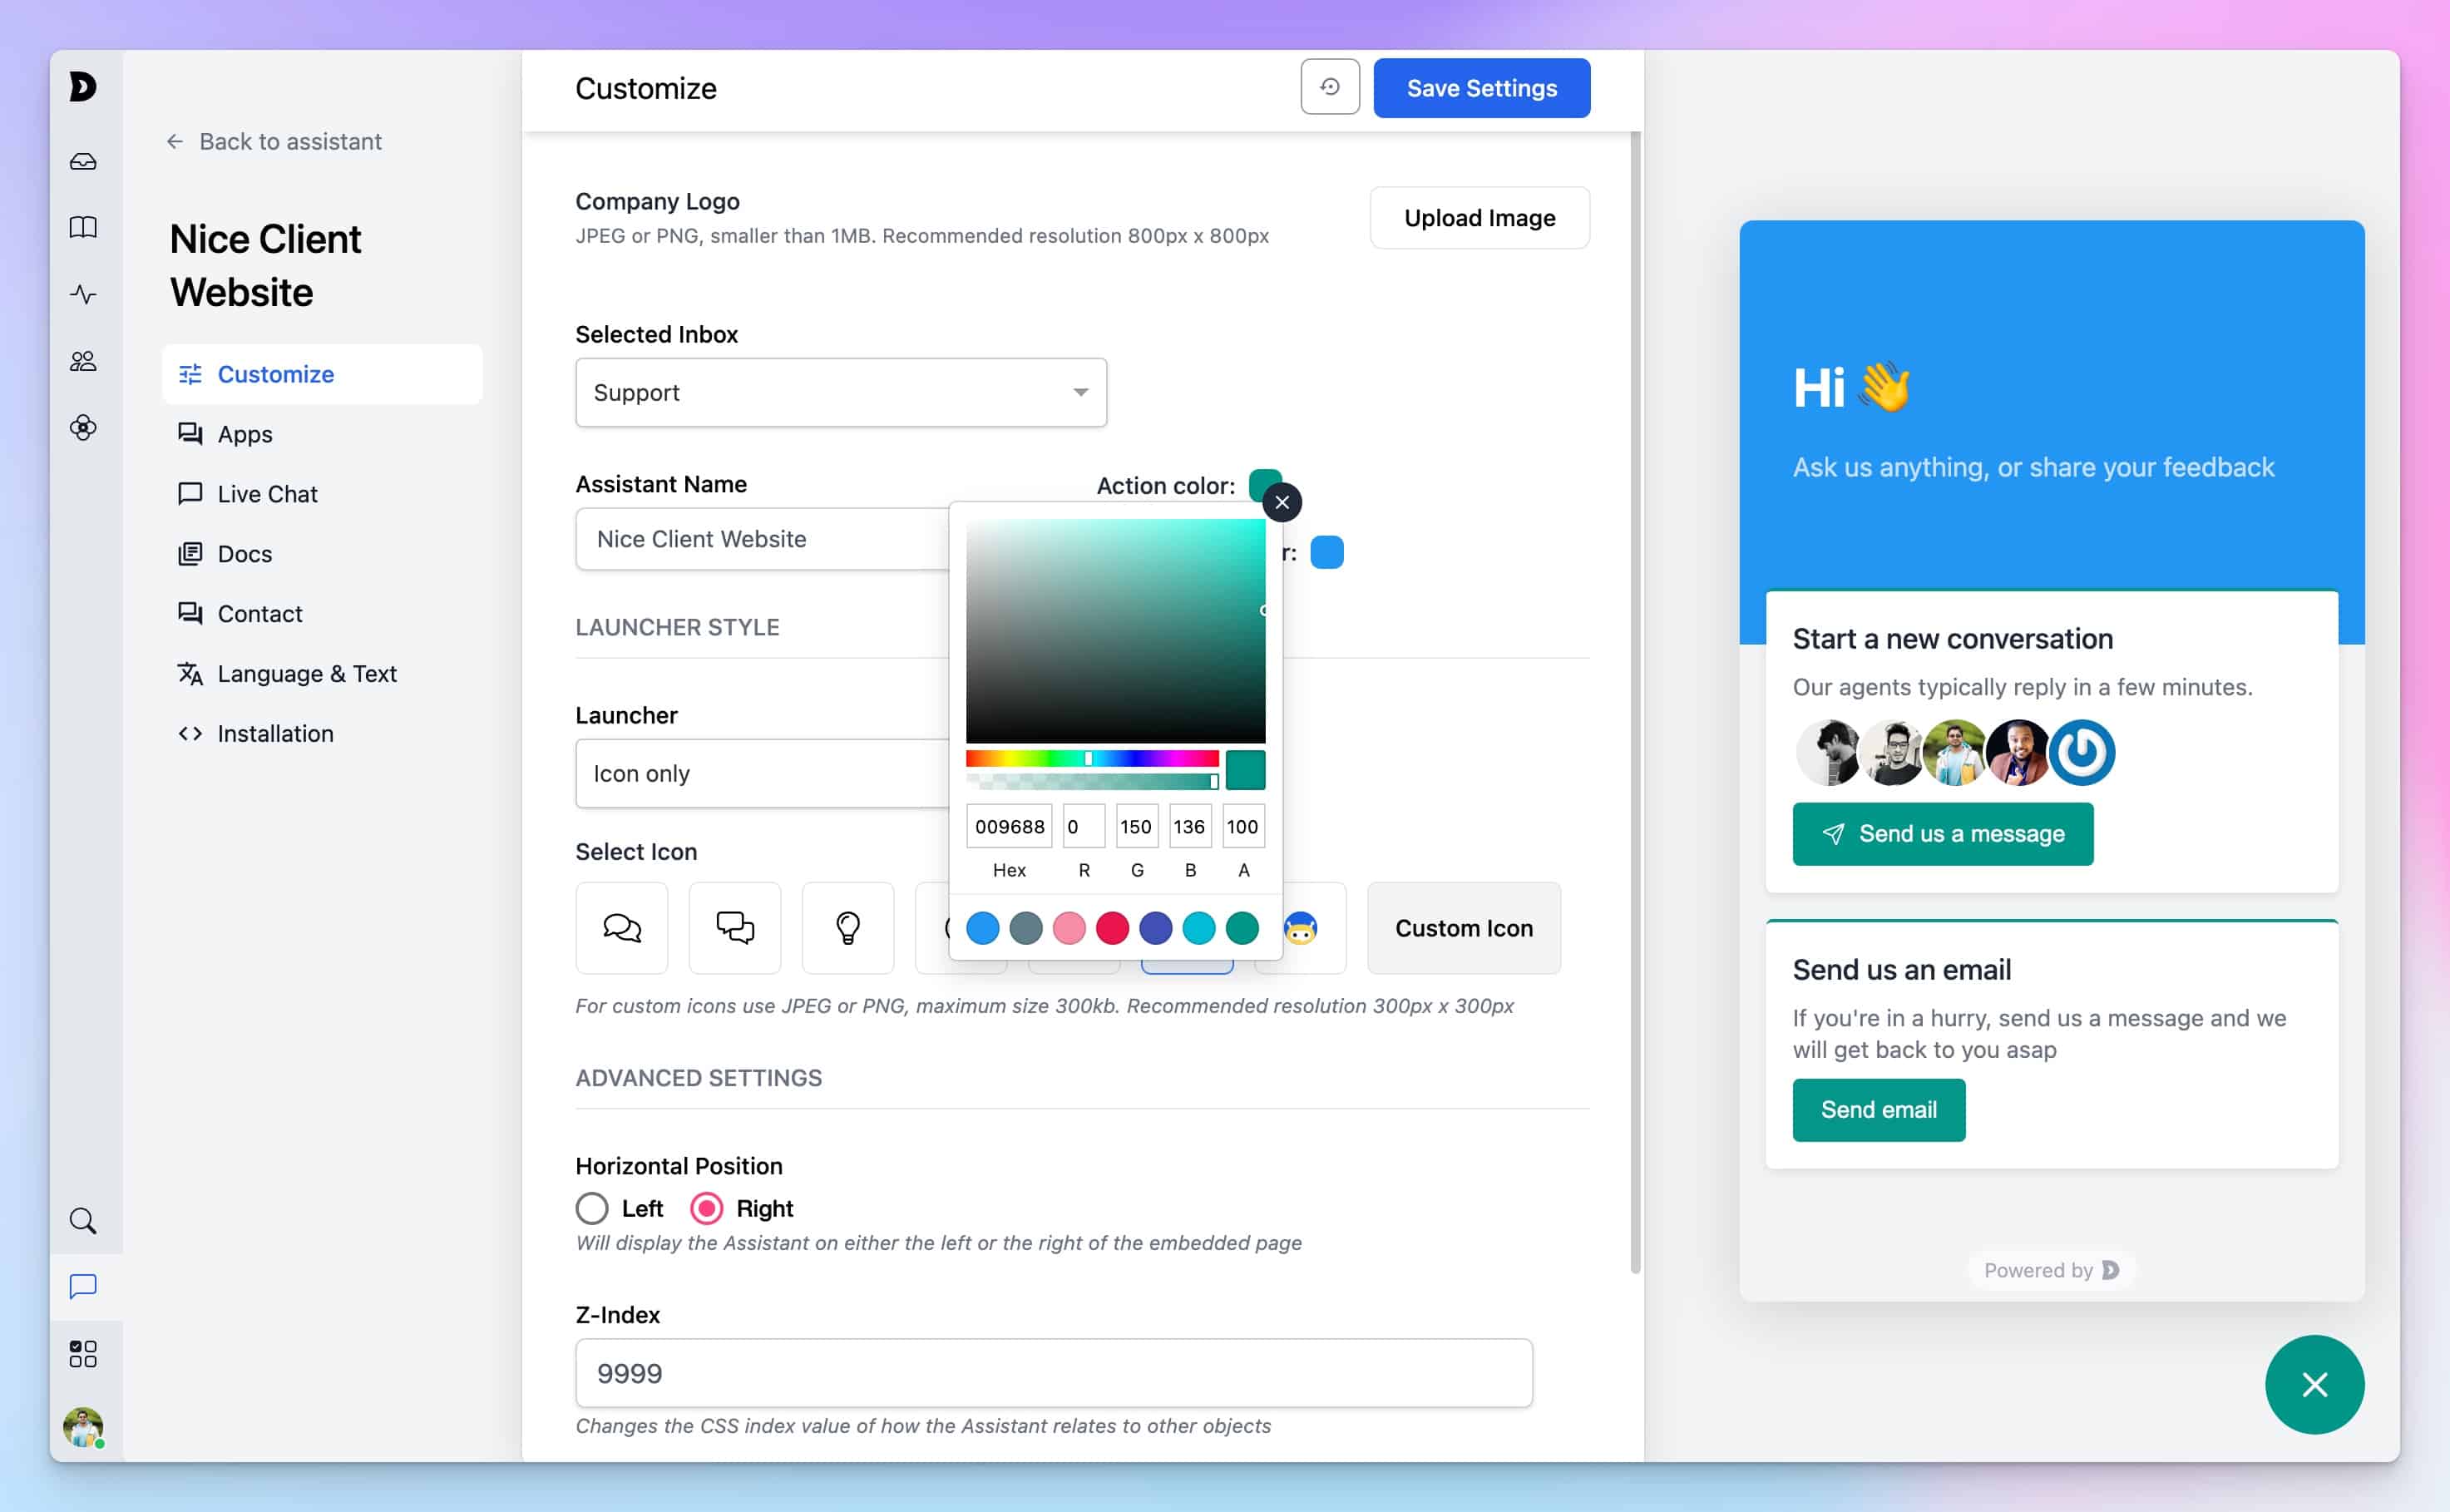 Customize
Save Settings
Back to assistant
Nice Client
Website
Customize
Apps
Live Chat
Docs
Contact
Language & Text
Installation
Company Logo
JPEG or PNG, smaller than 1MB. Recommended resolution 800px x 800px
Upload Image
Selected Inbox
Support
Assistant Name
Action color:
Nice Client Website
r:
LAUNCHER STYLE
Launcher
Icon only
009688 0 150 136 100
Hex R G B A
Select Icon
Custom Icon
For custom icons use JPEG or PNG, maximum size 300kb. Recommended resolution 300px x 300px
ADVANCED SETTINGS
Horizontal Position
Left Right
Will display the Assistant on either the left or the right of the embedded page
Z-Index
9999
Changes the CSS index value of how the Assistant relates to other objects
Hi 👋
Ask us anything, or share your feedback
Start a new conversation
Our agents typically reply in a few minutes.
Send us a message
Send us an email
If you're in a hurry, send us a message and we
will get back to you asap
Send email
Powered by